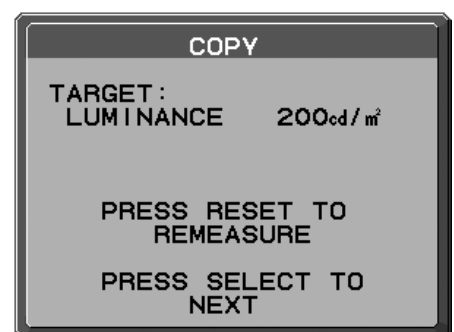 COPY
TARGET:
LUMINANCE 200cd/㎡
PRESS RESET TO
REMEASURE
PRESS SELECT TO
NEXT